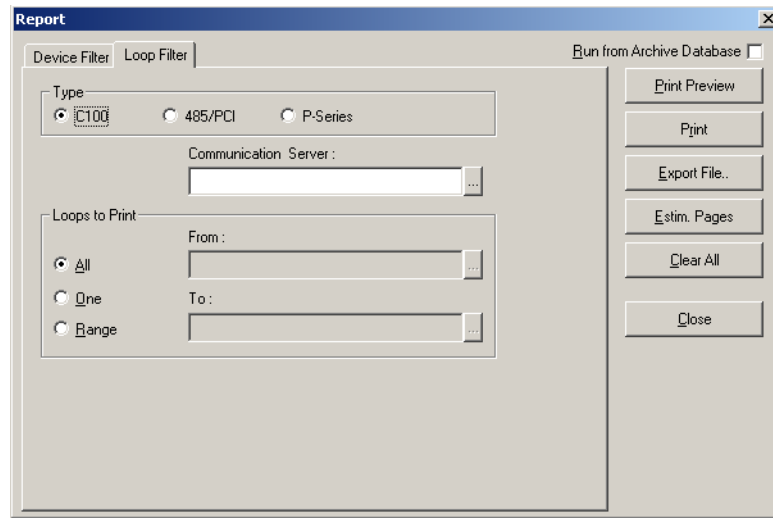 Report
Device Filter Loop Filter Run from Archive Database
Type
C100 485/PCI P-Series
Communication Server :
...
Loops to Print
From :
All
...
One
To :
Range
...
Print Preview
Print
Export File..
Estim. Pages
Clear All
Close